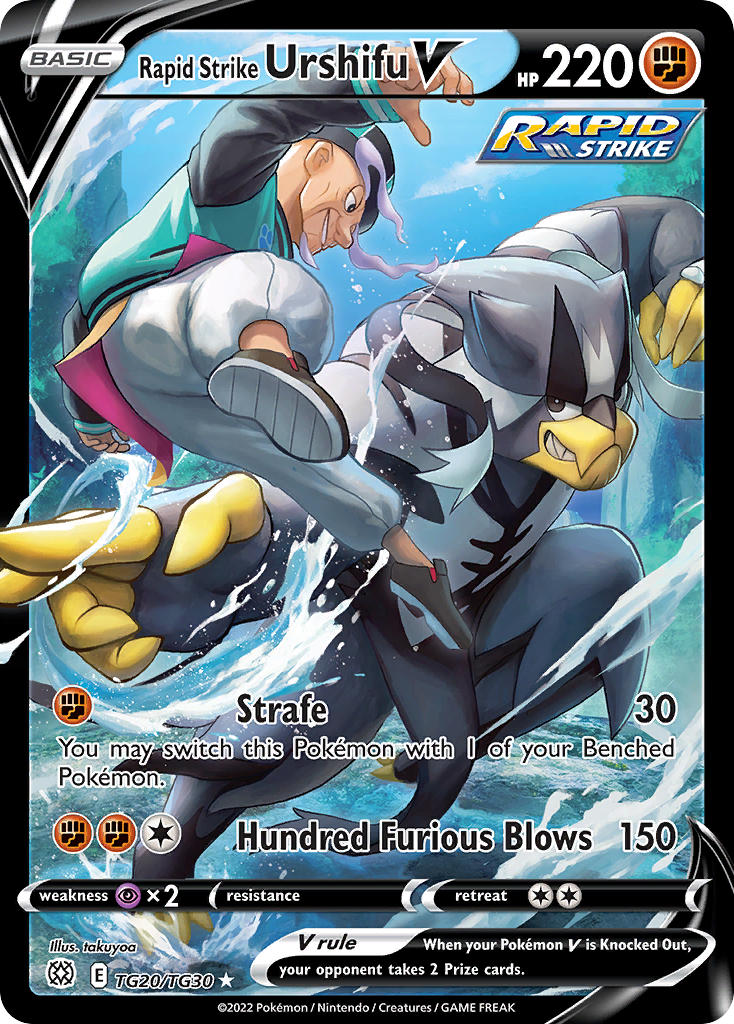 BASIC
Rapid Strike Urshifu V HP 220
RAPID
STRIKE
Strafe 30
You may switch this Pokémon with 1 of your Benched
Pokémon.
Hundred Furious Blows 150
weakness ×2 resistance retreat
Illus. takuyoa
V rule When your Pokémon V is Knocked Out,
your opponent takes 2 Prize cards.
E TG20/TG30
©2022 Pokémon / Nintendo / Creatures / GAME FREAK